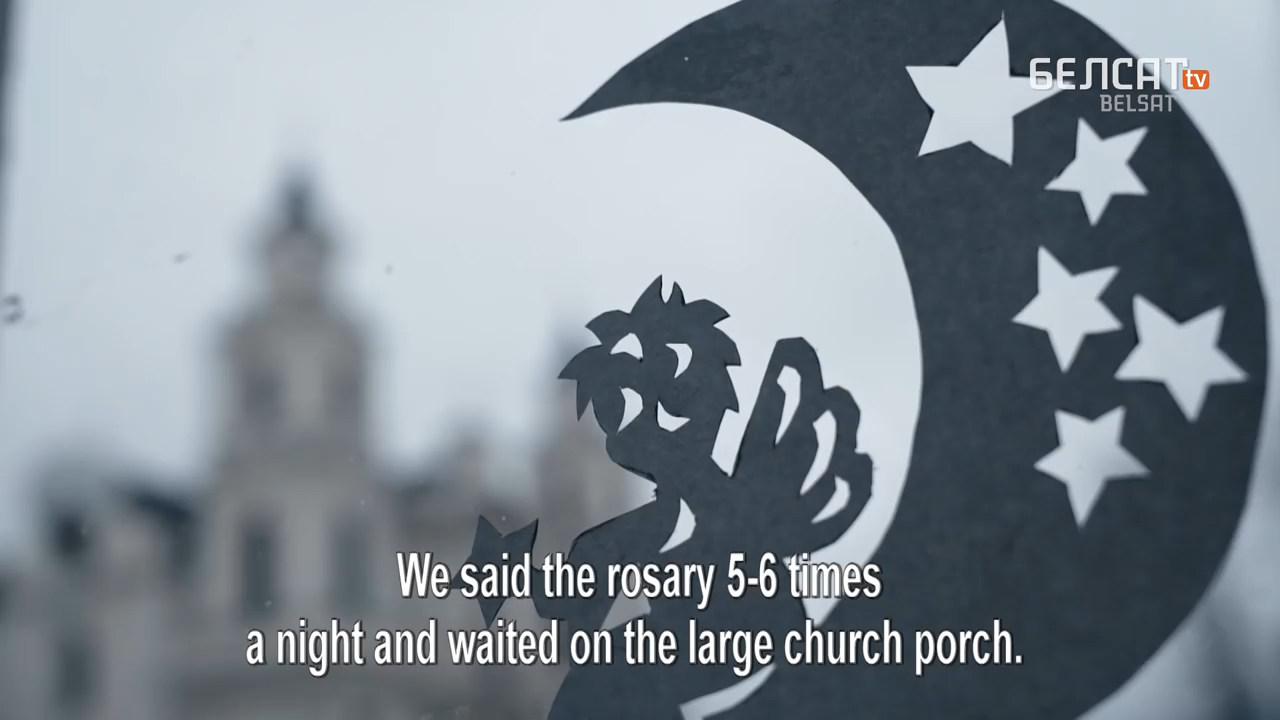 БЕЛСАТ tv
BELSAT
We said the rosary 5-6 times
a night and waited on the large church porch.